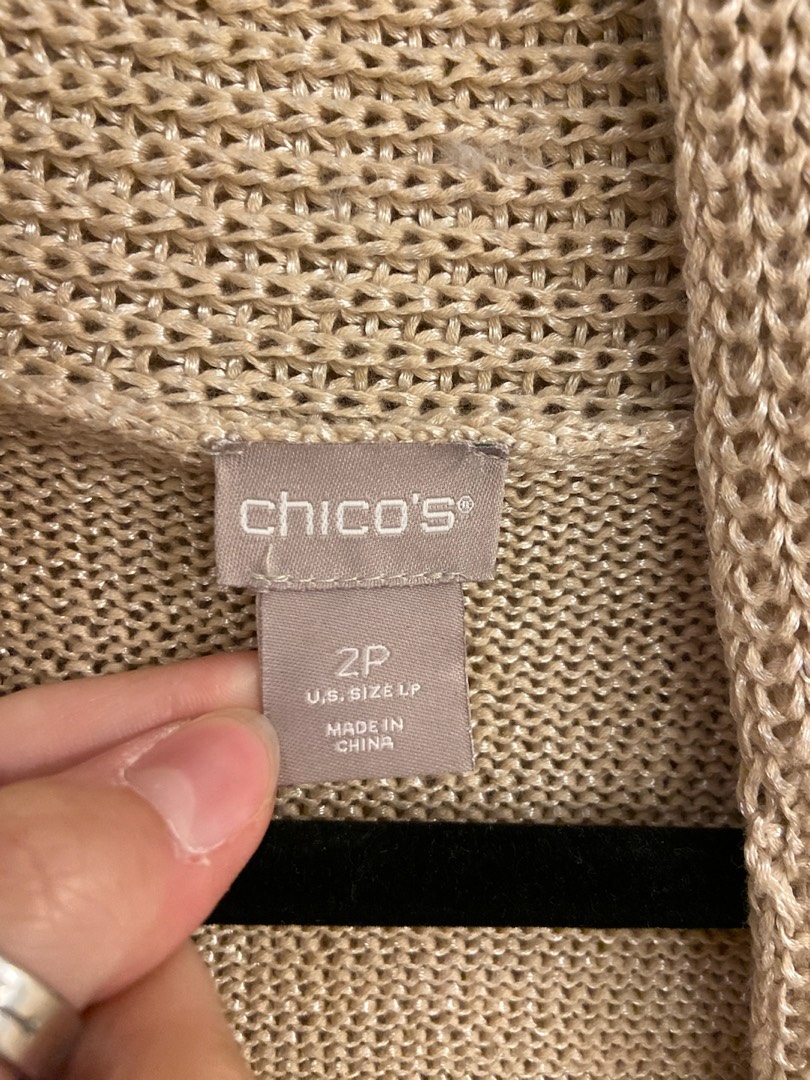 chico's®
2P
U.S. SIZE LP
MADE IN
CHINA